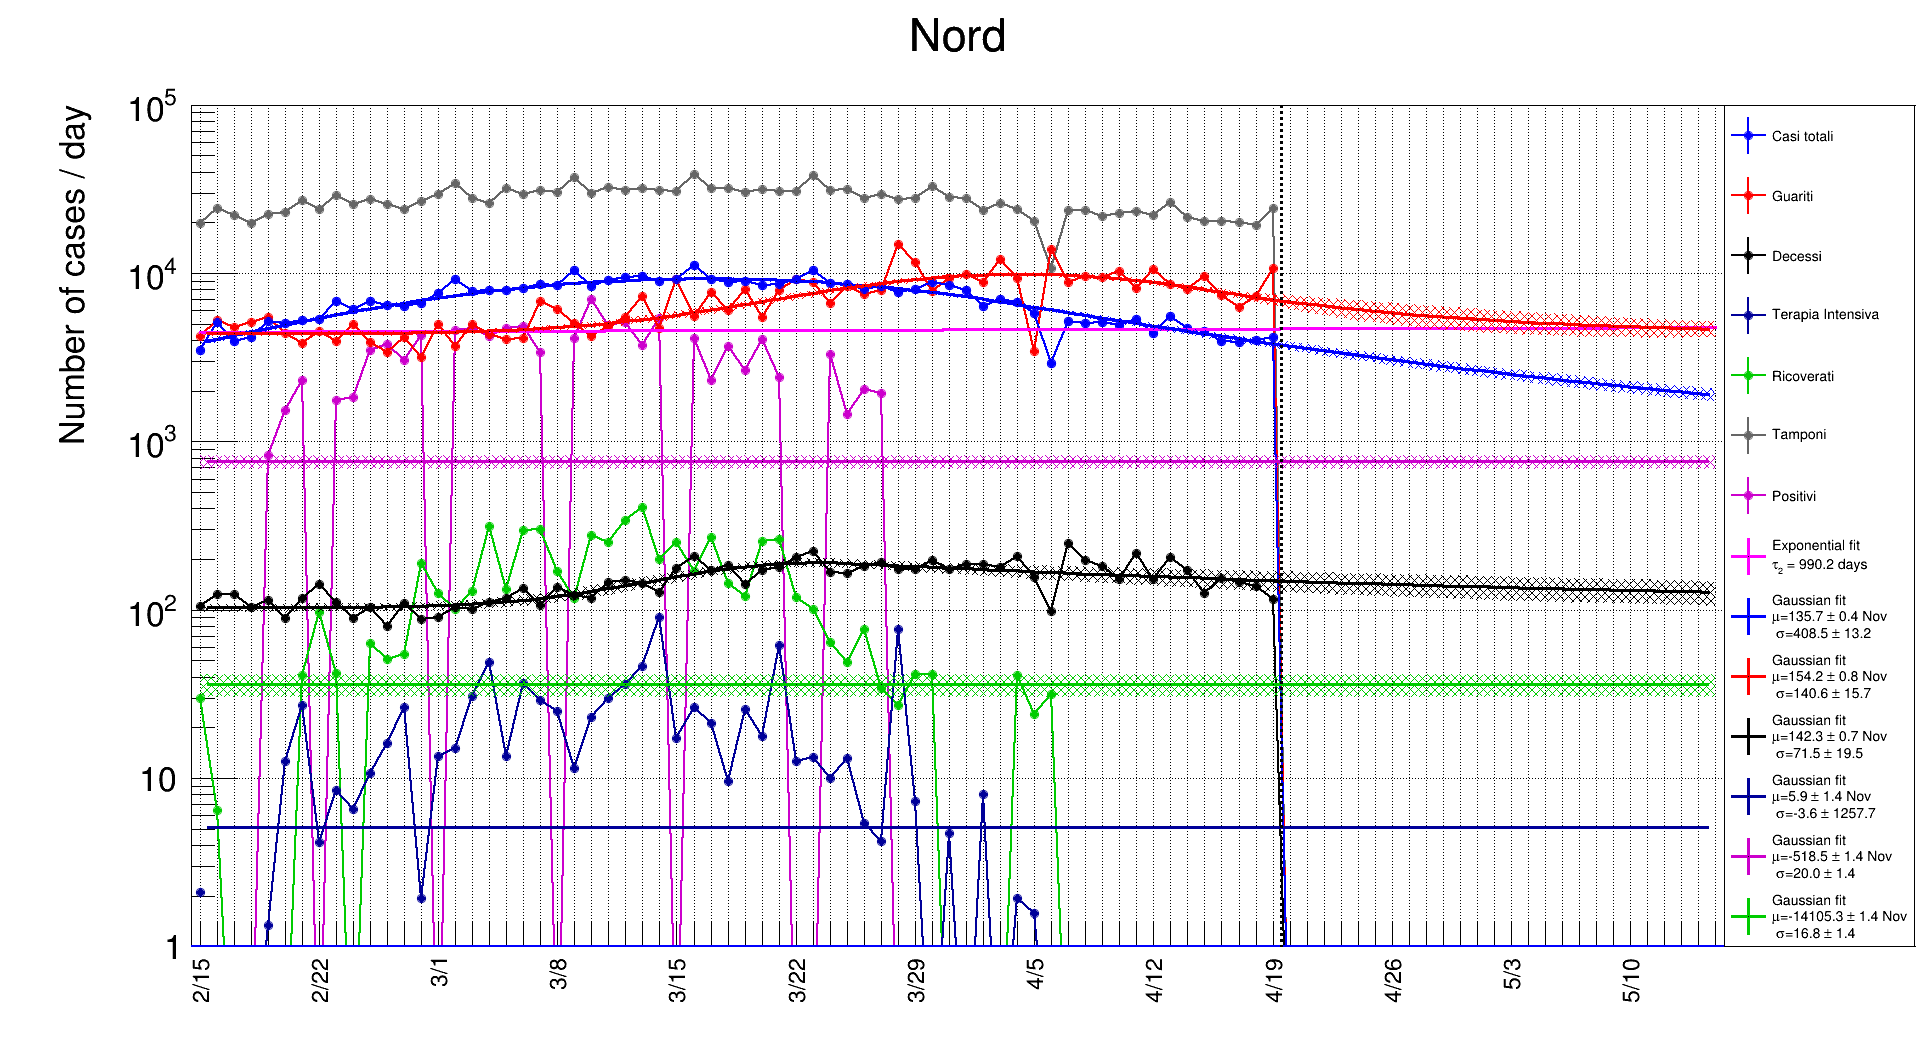 Nord
Number of cases / day
10^5
10^4
10^3
10^2
10
1
2/15
2/22
3/1
3/8
3/15
3/22
3/29
4/5
4/12
4/19
4/26
5/3
5/10
Casi totali
Guariti
Decessi
Terapia Intensiva
Ricoverati
Tamponi
Positivi
Exponential fit
τ₂ = 990.2 days
Gaussian fit
μ=135.7 ± 0.4 Nov
σ=408.5 ± 13.2
Gaussian fit
μ=154.2 ± 0.8 Nov
σ=140.6 ± 15.7
Gaussian fit
μ=142.3 ± 0.7 Nov
σ=71.5 ± 19.5
Gaussian fit
μ=5.9 ± 1.4 Nov
σ=-3.6 ± 1257.7
Gaussian fit
μ=-518.5 ± 1.4 Nov
σ=20.0 ± 1.4
Gaussian fit
μ=-14105.3 ± 1.4 Nov
σ=16.8 ± 1.4